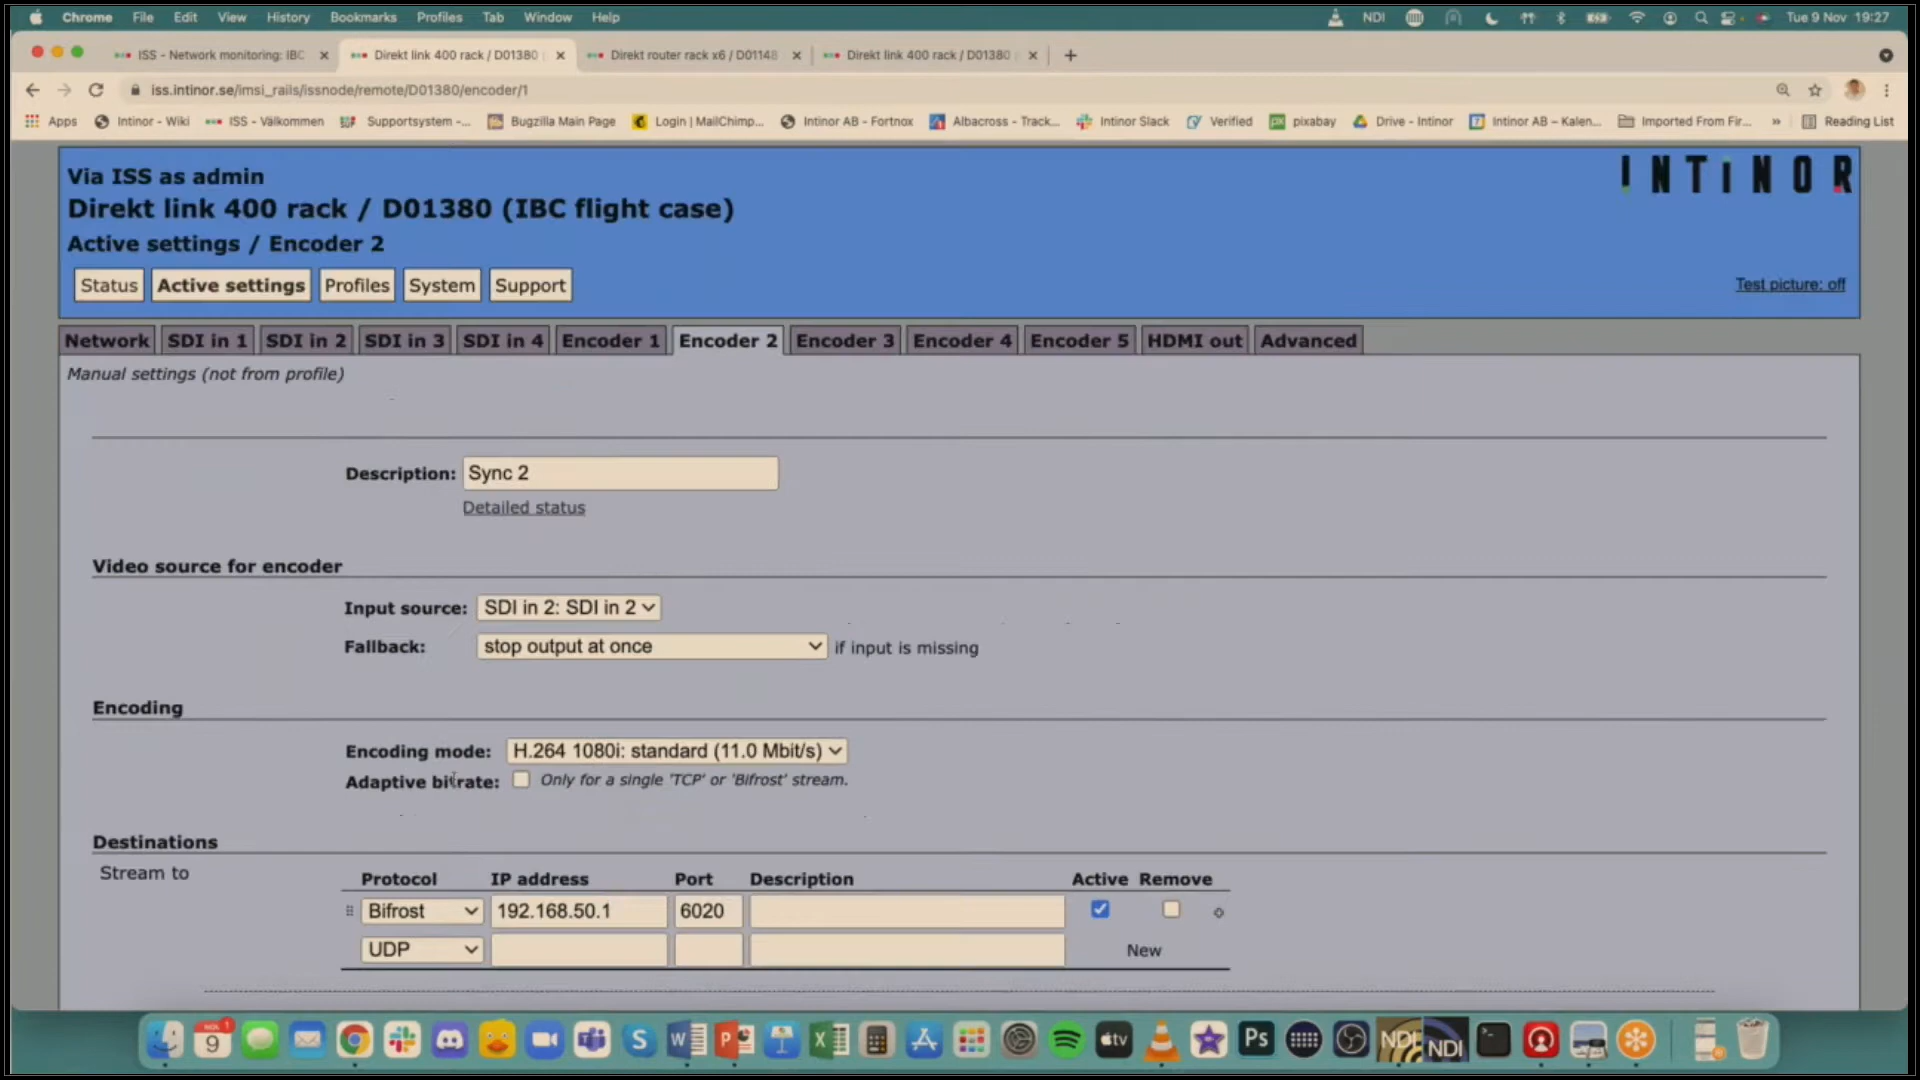 Chrome File Edit View History Bookmarks Profiles Tab Window Help NDI Tue 9 Nov 19:27
ISS - Network monitoring: IBC Direkt link 400 rack / D01380 Direkt router rack x6 / D01148 Direkt link 400 rack / D01380
iss.intinor.se/imsi_rails/issnode/remote/D01380/encoder/1
Apps Intinor - Wiki ISS - Välkommen Supportsystem -... Bugzilla Main Page Login | MailChimp... Intinor AB - Fortnox Albacross - Track... Intinor Slack Verified pixabay Drive - Intinor Intinor AB – Kalen... Imported From Fir... » Reading List
Via ISS as admin
INTINOR
Direkt link 400 rack / D01380 (IBC flight case)
Active settings / Encoder 2
Status Active settings Profiles System Support Test picture: off
Network SDI in 1 SDI in 2 SDI in 3 SDI in 4 Encoder 1 Encoder 2 Encoder 3 Encoder 4 Encoder 5 HDMI out Advanced
Manual settings (not from profile)
Description: Sync 2
Detailed status
Video source for encoder
Input source: SDI in 2: SDI in 2
Fallback: stop output at once if input is missing
Encoding
Encoding mode: H.264 1080i: standard (11.0 Mbit/s)
Adaptive bitrate: Only for a single 'TCP' or 'Bifrost' stream.
Destinations
Stream to
Protocol IP address Port Description Active Remove
Bifrost 192.168.50.1 6020
UDP New
9 tv Ps NDI NDI